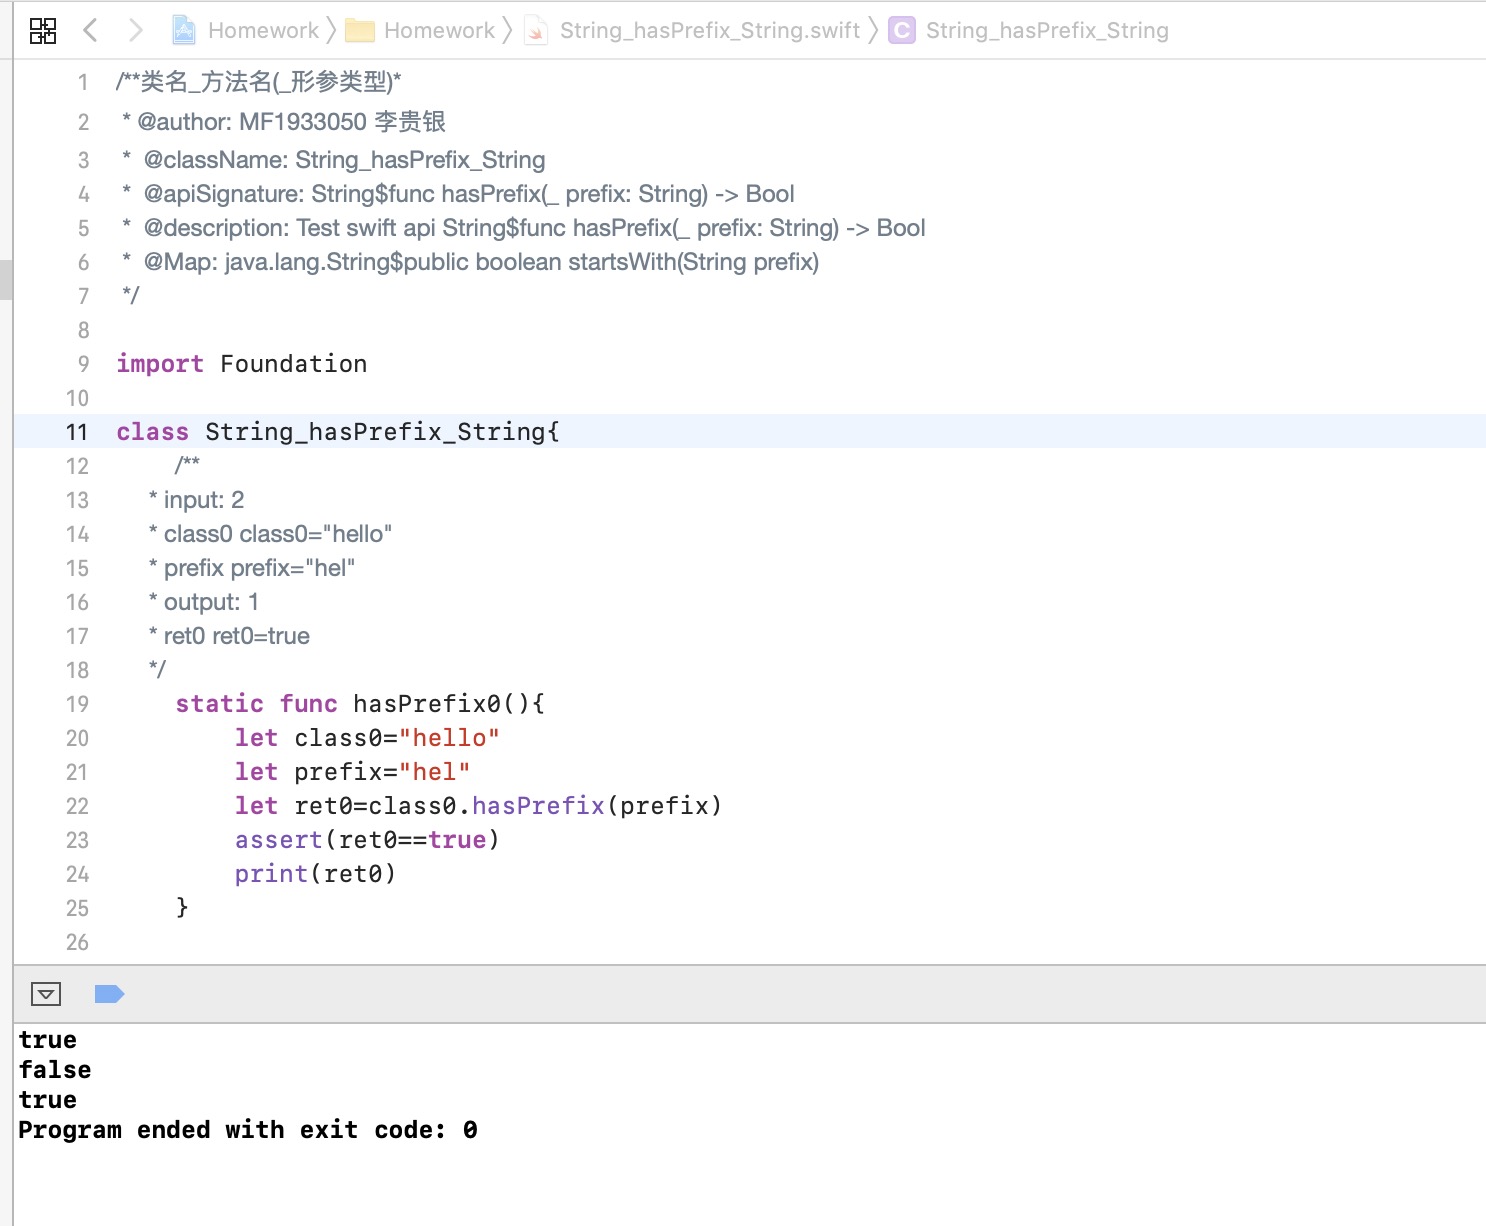 Homework Homework String_hasPrefix_String.swift C String_hasPrefix_String
1 /**类名_方法名(_形参类型)*
2 * @author: MF1933050 李贵银
3 * @className: String_hasPrefix_String
4 * @apiSignature: String$func hasPrefix(_ prefix: String) -> Bool
5 * @description: Test swift api String$func hasPrefix(_ prefix: String) -> Bool
6 * @Map: java.lang.String$public boolean startsWith(String prefix)
7 */
8
9 import Foundation
10
11 class String_hasPrefix_String{
12 /**
13 * input: 2
14 * class0 class0="hello"
15 * prefix prefix="hel"
16 * output: 1
17 * ret0 ret0=true
18 */
19 static func hasPrefix0(){
20 let class0="hello"
21 let prefix="hel"
22 let ret0=class0.hasPrefix(prefix)
23 assert(ret0==true)
24 print(ret0)
25 }
26
true
false
true
Program ended with exit code: 0